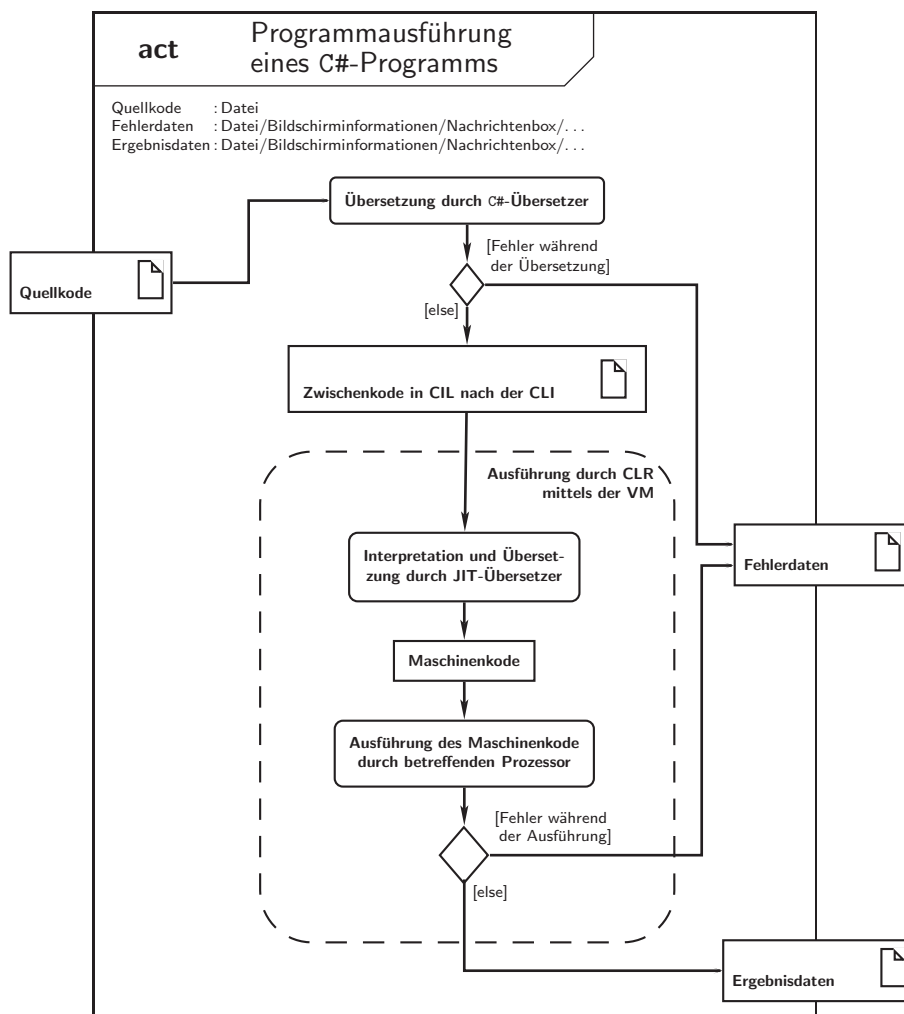 act
Programmausführung
eines C#-Programms
Quellkode : Datei
Fehlerdaten : Datei/Bildschirminformationen/Nachrichtenbox/. . .
Ergebnisdaten : Datei/Bildschirminformationen/Nachrichtenbox/. . .
Übersetzung durch C#-Übersetzer
[Fehler während
der Übersetzung]
Quellkode
[else]
Zwischenkode in CIL nach der CLI
Ausführung durch CLR
mittels der VM
Interpretation und Überset-
zung durch JIT-Übersetzer
Fehlerdaten
Maschinenkode
Ausführung des Maschinenkode
durch betreffenden Prozessor
[Fehler während
der Ausführung]
[else]
Ergebnisdaten